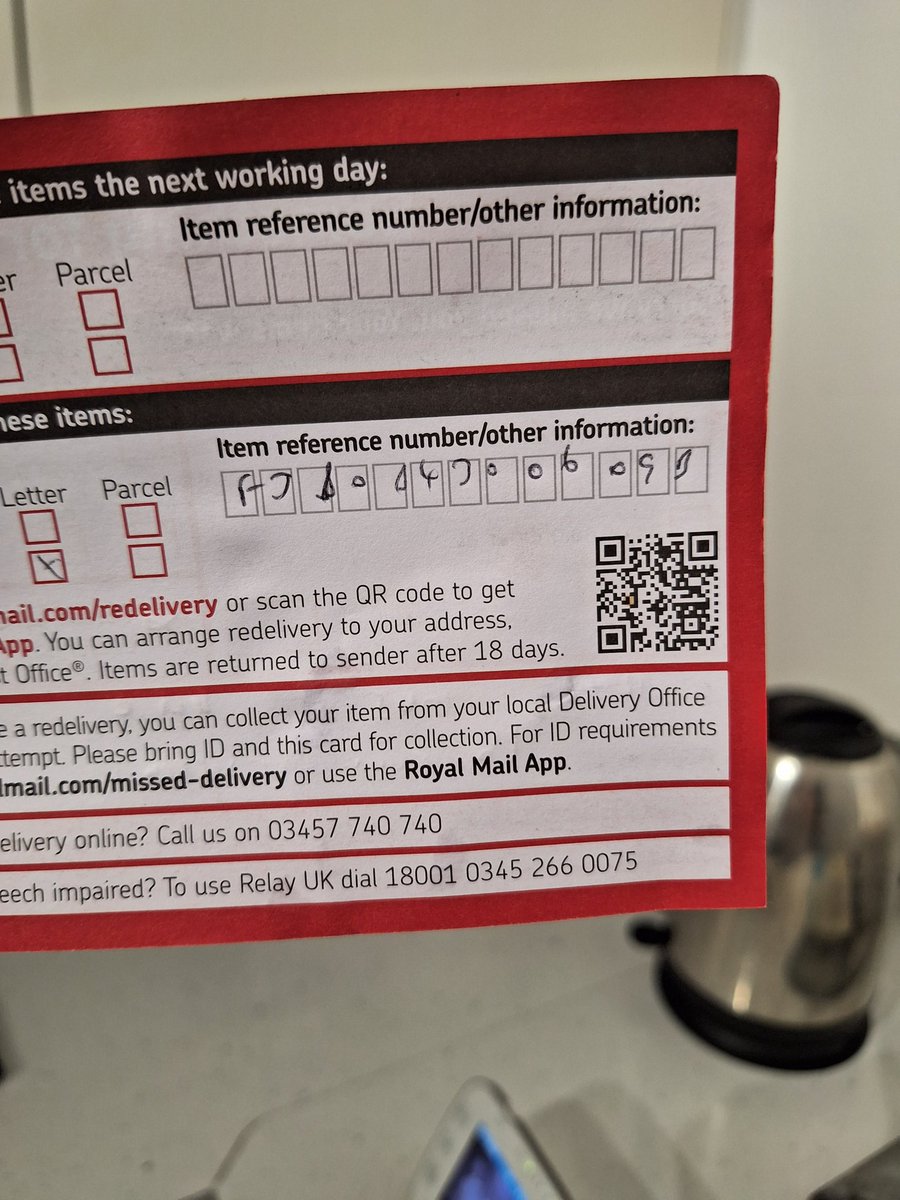 items the next working day:
Item reference number/other information:
Parcel
ese items:
Item reference number/other information:
Letter Parcel
mail.com/redelivery or scan the QR code to get
App. You can arrange redelivery to your address,
t Office®. Items are returned to sender after 18 days.
e a redelivery, you can collect your item from your local Delivery Office
ttempt. Please bring ID and this card for collection. For ID requirements
lmail.com/missed-delivery or use the Royal Mail App.
elivery online? Call us on 03457 740 740
eech impaired? To use Relay UK dial 18001 0345 266 0075